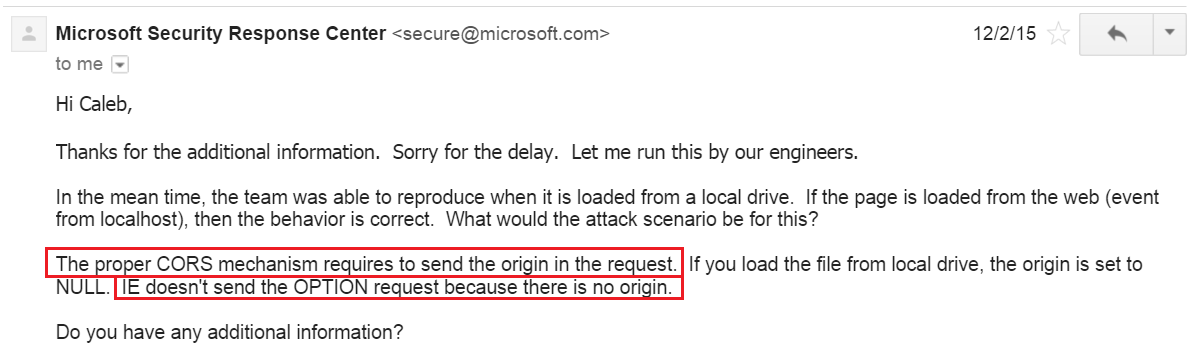 Microsoft Security Response Center <secure@microsoft.com> 12/2/15
to me
Hi Caleb,
Thanks for the additional information. Sorry for the delay. Let me run this by our engineers.
In the mean time, the team was able to reproduce when it is loaded from a local drive. If the page is loaded from the web (event
from localhost), then the behavior is correct. What would the attack scenario be for this?
The proper CORS mechanism requires to send the origin in the request. If you load the file from local drive, the origin is set to
NULL. IE doesn't send the OPTION request because there is no origin.
Do you have any additional information?